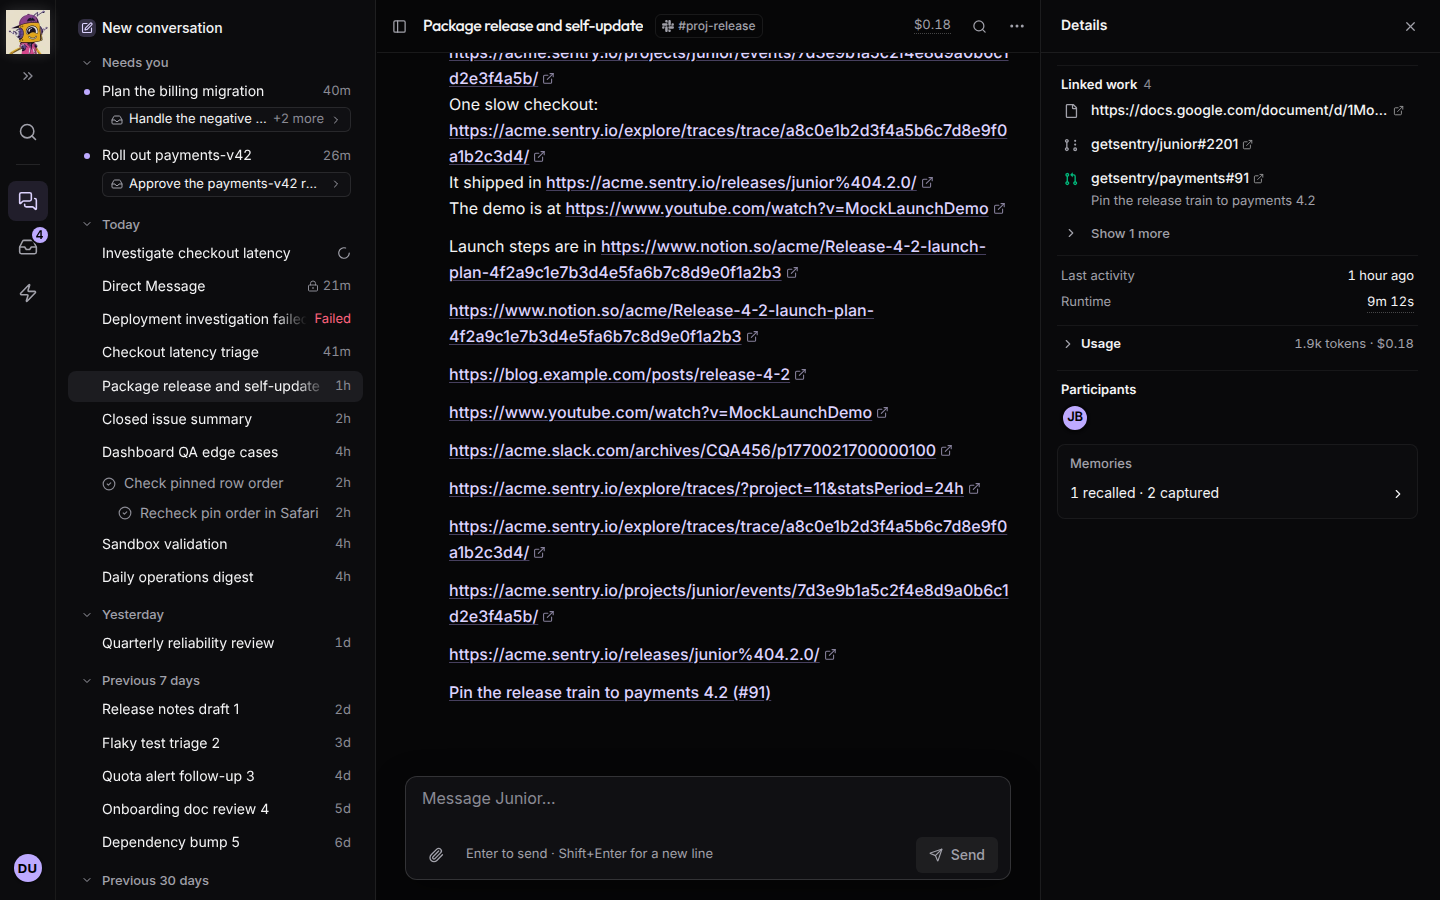 New conversation
Needs you
Plan the billing migration 40m
Handle the negative ... +2 more
Roll out payments-v42 26m
Approve the payments-v42 r...
Today
Investigate checkout latency
Direct Message 21m
Deployment investigation failed Failed
Checkout latency triage 41m
Package release and self-update 1h
Closed issue summary 2h
Dashboard QA edge cases 4h
Check pinned row order 2h
Recheck pin order in Safari 2h
Sandbox validation 4h
Daily operations digest 4h
Yesterday
Quarterly reliability review 1d
Previous 7 days
Release notes draft 1 2d
Flaky test triage 2 3d
Quota alert follow-up 3 4d
Onboarding doc review 4 5d
Dependency bump 5 6d
Previous 30 days
4
DU
Package release and self-update #proj-release $0.18
https://acme.sentry.io/projects/junior/events/7d3e9b1a5c2f4e8d9a0b6c1
d2e3f4a5b/
One slow checkout:
https://acme.sentry.io/explore/traces/trace/a8c0e1b2d3f4a5b6c7d8e9f0
a1b2c3d4/
It shipped in https://acme.sentry.io/releases/junior%404.2.0/
The demo is at https://www.youtube.com/watch?v=MockLaunchDemo
Launch steps are in https://www.notion.so/acme/Release-4-2-launch-
plan-4f2a9c1e7b3d4e5fa6b7c8d9e0f1a2b3
https://www.notion.so/acme/Release-4-2-launch-plan-
4f2a9c1e7b3d4e5fa6b7c8d9e0f1a2b3
https://blog.example.com/posts/release-4-2
https://www.youtube.com/watch?v=MockLaunchDemo
https://acme.slack.com/archives/CQA456/p1770021700000100
https://acme.sentry.io/explore/traces/?project=11&statsPeriod=24h
https://acme.sentry.io/explore/traces/trace/a8c0e1b2d3f4a5b6c7d8e9f0
a1b2c3d4/
https://acme.sentry.io/projects/junior/events/7d3e9b1a5c2f4e8d9a0b6c1
d2e3f4a5b/
https://acme.sentry.io/releases/junior%404.2.0/
Pin the release train to payments 4.2 (#91)
Message Junior...
Enter to send · Shift+Enter for a new line
Send
Details
Linked work 4
https://docs.google.com/document/d/1Mo...
getsentry/junior#2201
getsentry/payments#91
Pin the release train to payments 4.2
Show 1 more
Last activity 1 hour ago
Runtime 9m 12s
Usage 1.9k tokens · $0.18
Participants
JB
Memories
1 recalled · 2 captured